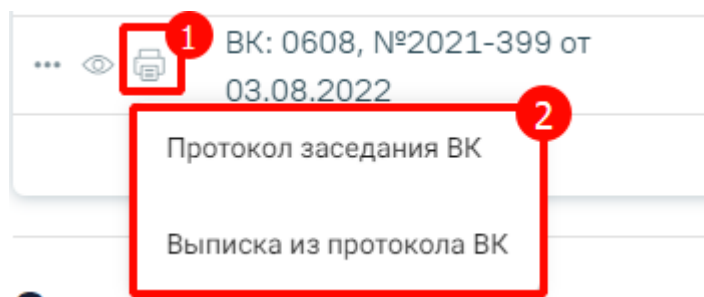 1
ВК: 0608, №2021-399 от
03.08.2022
2
Протокол заседания ВК
Выписка из протокола ВК